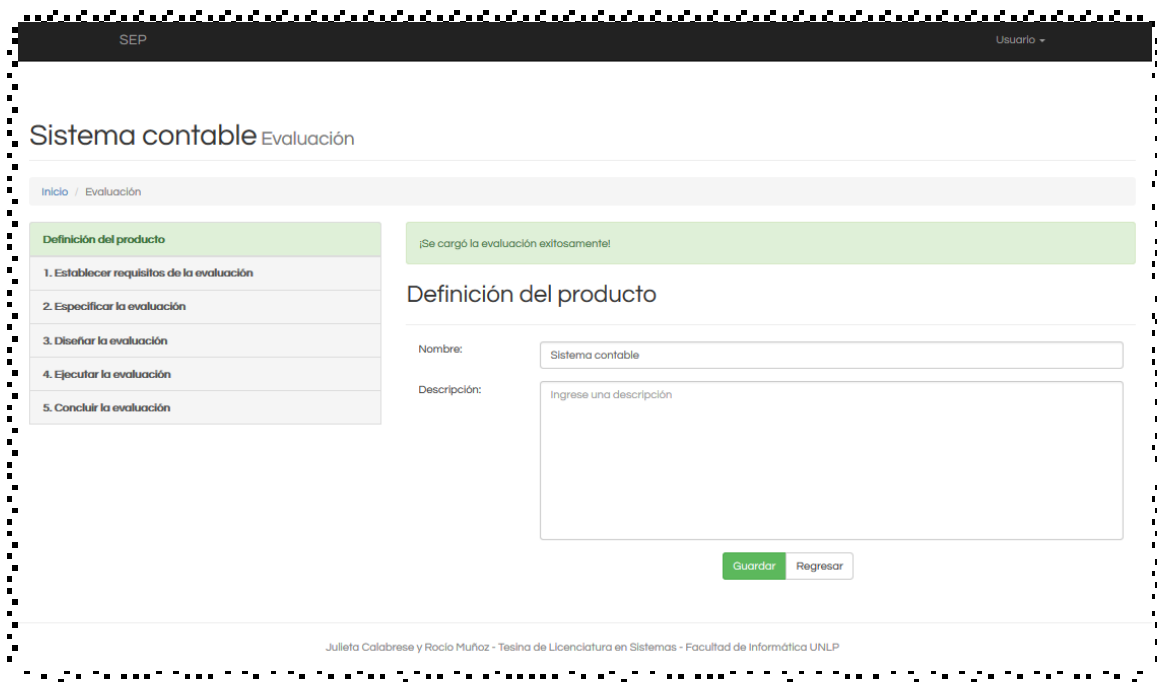 SEP
Usuario
Sistema contable Evaluación
Inicio / Evaluación
Definición del producto
1. Establecer requisitos de la evaluación
2. Especificar la evaluación
3. Diseñar la evaluación
4. Ejecutar la evaluación
5. Concluir la evaluación
¡Se cargó la evaluación exitosamente!
Definición del producto
Nombre:
Sistema contable
Descripción:
Ingrese una descripción
Guardar
Regresar
Julieta Calabrese y Rocío Muñoz - Tesina de Licenciatura en Sistemas - Facultad de Informática UNLP